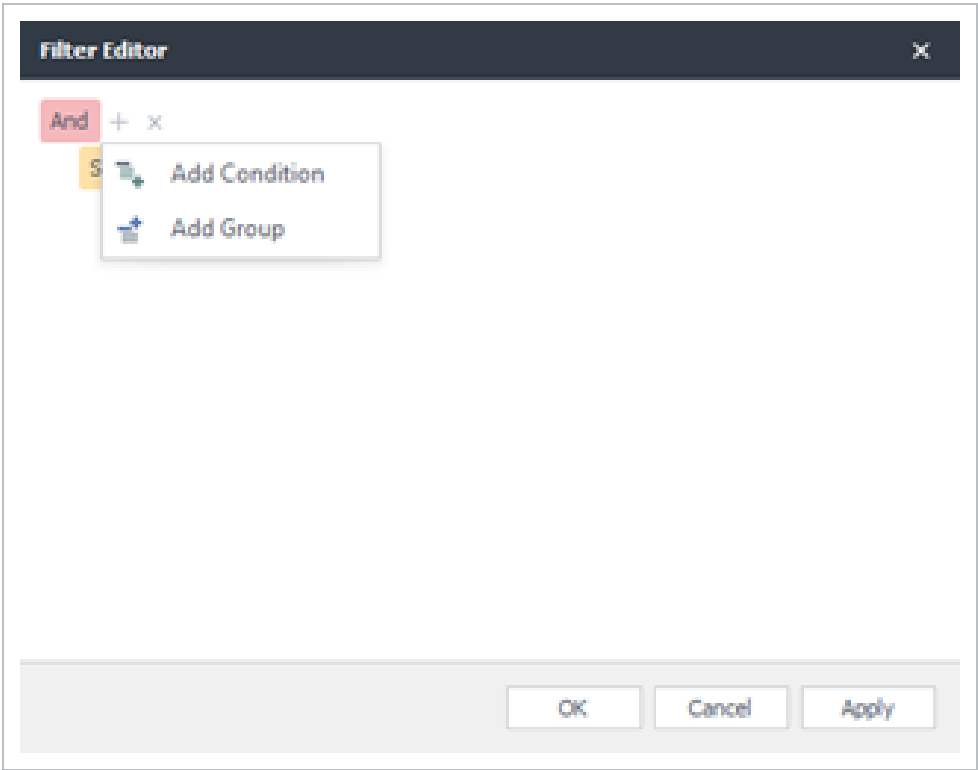 Filter Editor
And
S
Add Condition
Add Group
OK Cancel Apply